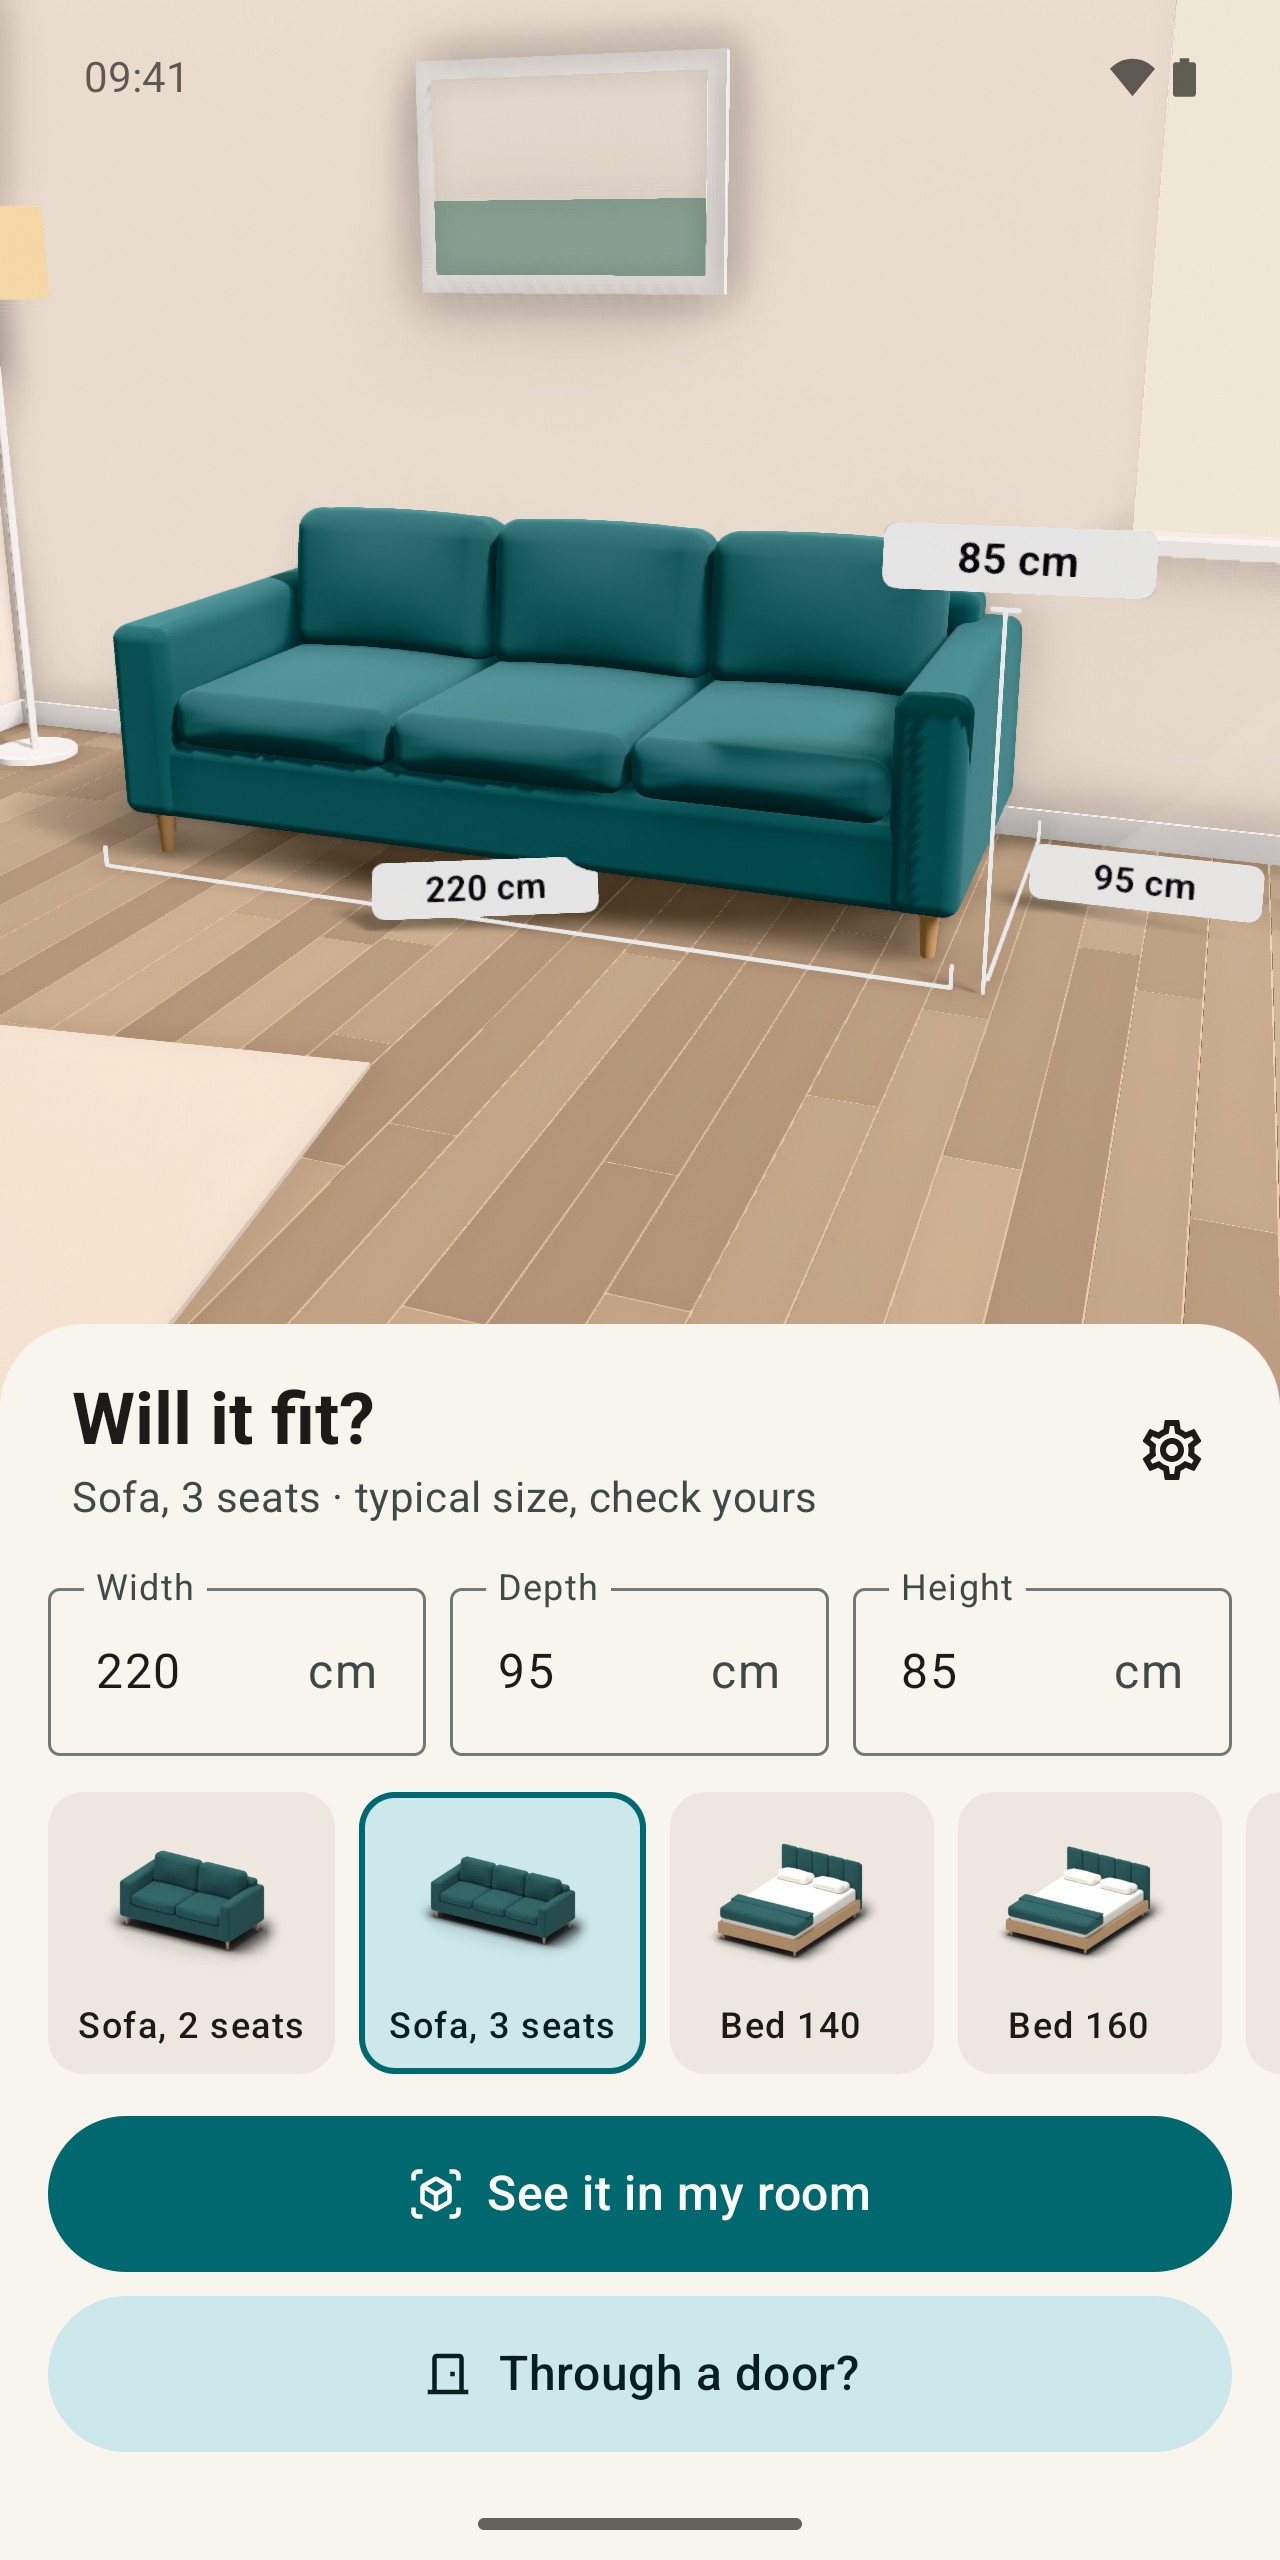 09:41
85 cm
220 cm
95 cm
Will it fit?
Sofa, 3 seats · typical size, check yours
Width
Depth
Height
220 cm
95 cm
85 cm
Sofa, 2 seats
Sofa, 3 seats
Bed 140
Bed 160
See it in my room
Through a door?